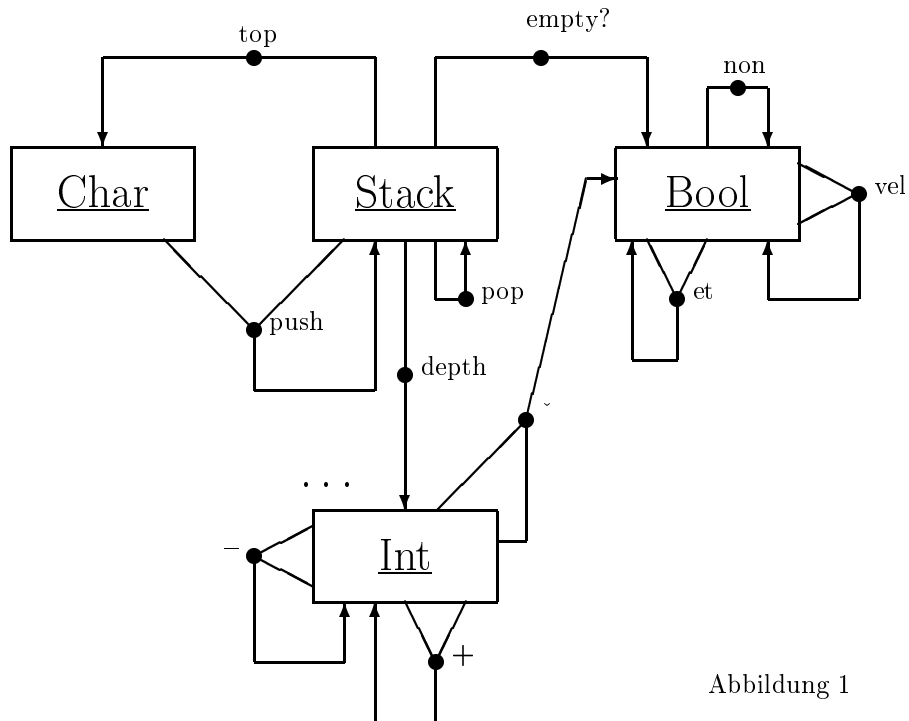 empty?
top
non
Char
Stack
Bool
vel
pop
et
push
depth
. . .
Int
−
+
Abbildung 1